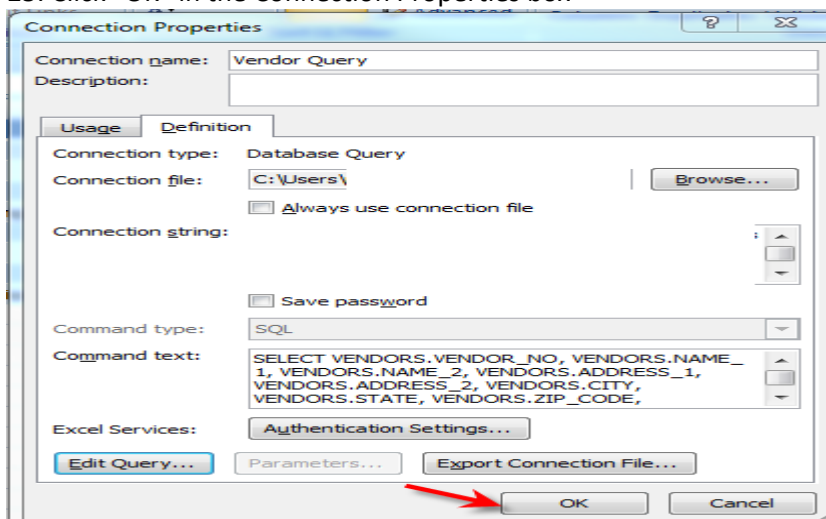 Connection Properties
Connection name: Vendor Query
Description:
Usage Definition
Connection type: Database Query
Connection file: C:\Users\ Browse...
Always use connection file
Connection string:
Save password
Command type: SQL
Command text: SELECT VENDORS.VENDOR_NO, VENDORS.NAME_
1, VENDORS.NAME_2, VENDORS.ADDRESS_1,
VENDORS.ADDRESS_2, VENDORS.CITY,
VENDORS.STATE, VENDORS.ZIP_CODE,
Excel Services: Authentication Settings...
Edit Query... Parameters... Export Connection File...
OK Cancel